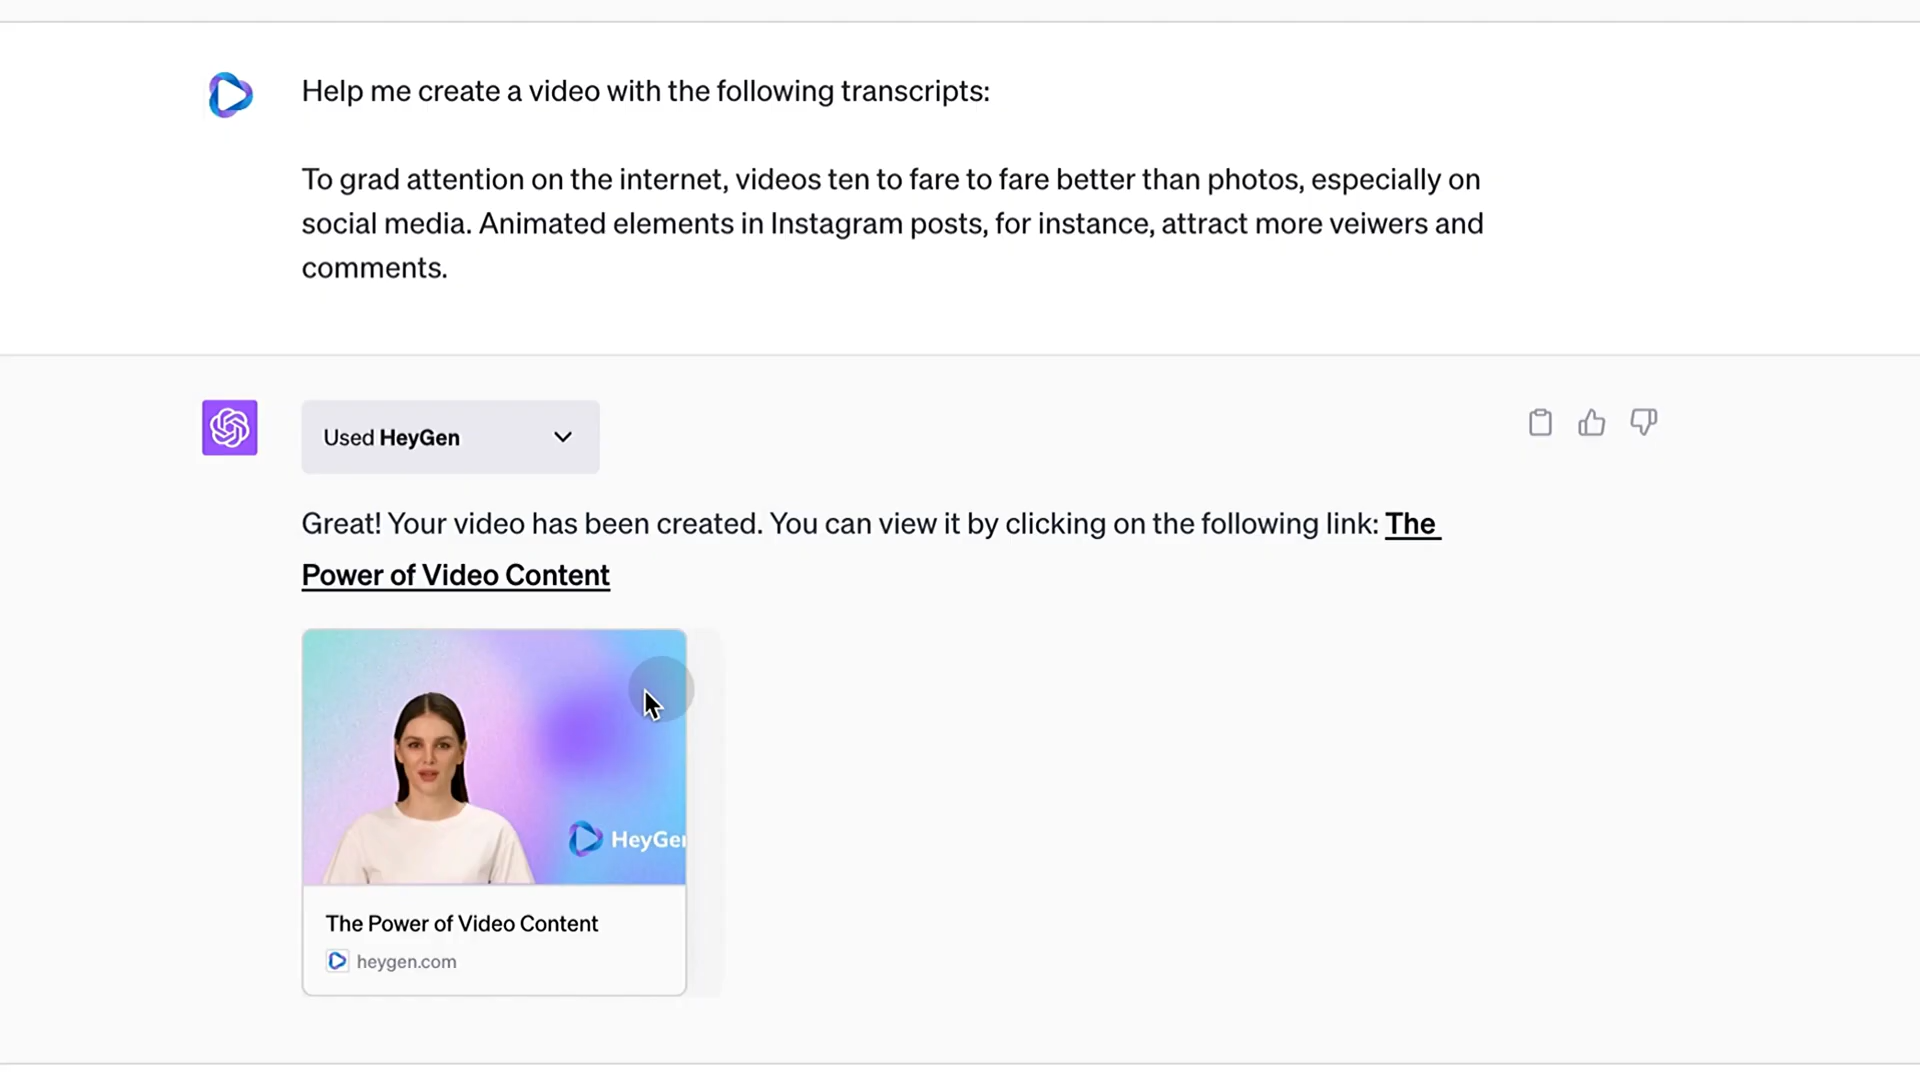 Help me create a video with the following transcripts:
To grad attention on the internet, videos ten to fare to fare better than photos, especially on
social media. Animated elements in Instagram posts, for instance, attract more veiwers and
comments.
Used HeyGen
Great! Your video has been created. You can view it by clicking on the following link: The
Power of Video Content
HeyGen
The Power of Video Content
heygen.com